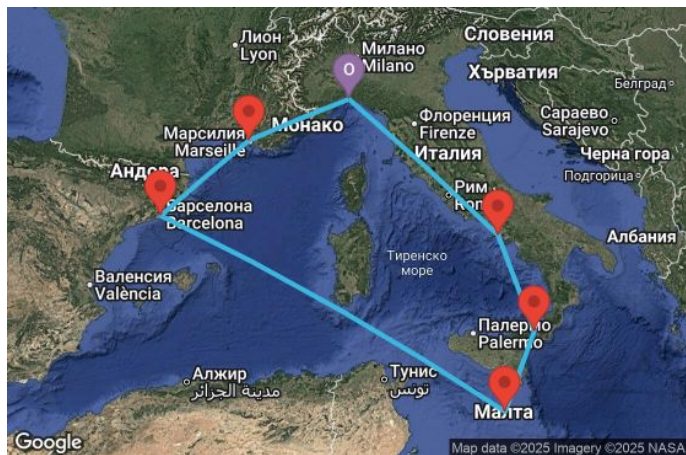 Словения
Лион
Lyon
Милано
Milano
О
Хърватия
Белград
Флоренция
Firenze
Сараево
Sarajevo
Марсилия
Marseille
Монако
Италия
Черна гора
Подгорица
Андора
Рим
Барселона
Barcelona
Албания
Тиренско
море
Валенсия
València
Палермо
Palermo
Алжир
مدينة الجزائر
Тунис
تونس
Малта
Google
Map data ©2025 Imagery ©2025 NASA